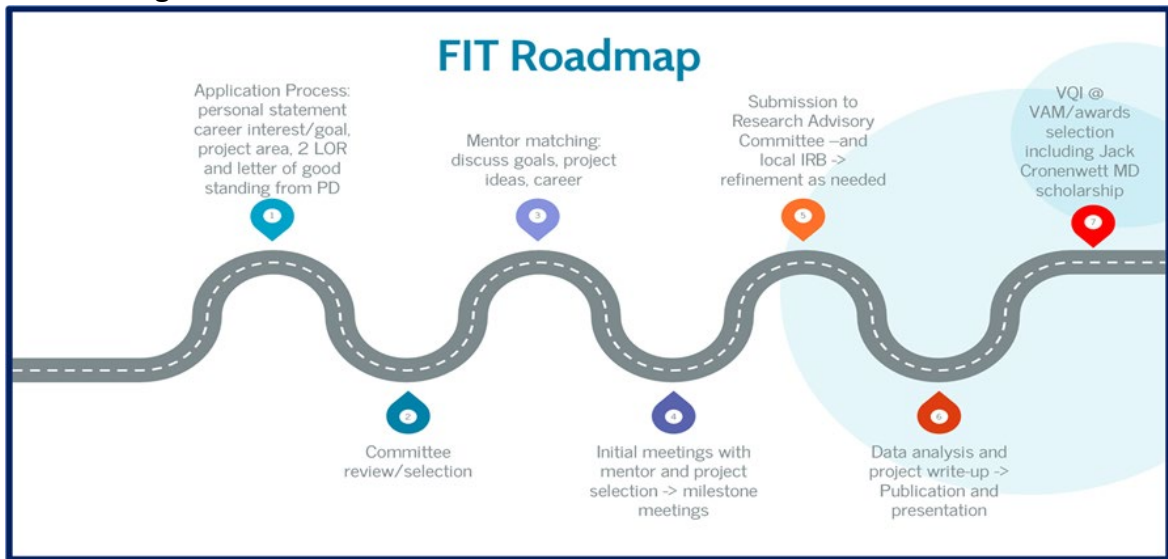 FIT Roadmap
Application Process:
personal statement
career interest/goal,
project area, 2 LOR
and letter of good
standing from PD
1
Committee
review/selection
2
Mentor matching:
discuss goals, project
ideas, career
3
Initial meetings with
mentor and project
selection -> milestone
meetings
4
Submission to
Research Advisory
Committee –and
local IRB ->
refinement as needed
5
Data analysis and
project write-up ->
Publication and
presentation
6
VQI @
VAM/awards
selection
including Jack
Cronenwett MD
scholarship
7